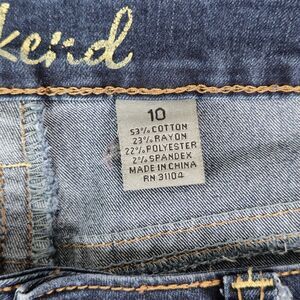 kend
10
53% COTTON
23% RAYON
22% POLYESTER
2% SPANDEX
MADE IN CHINA
RN 31104